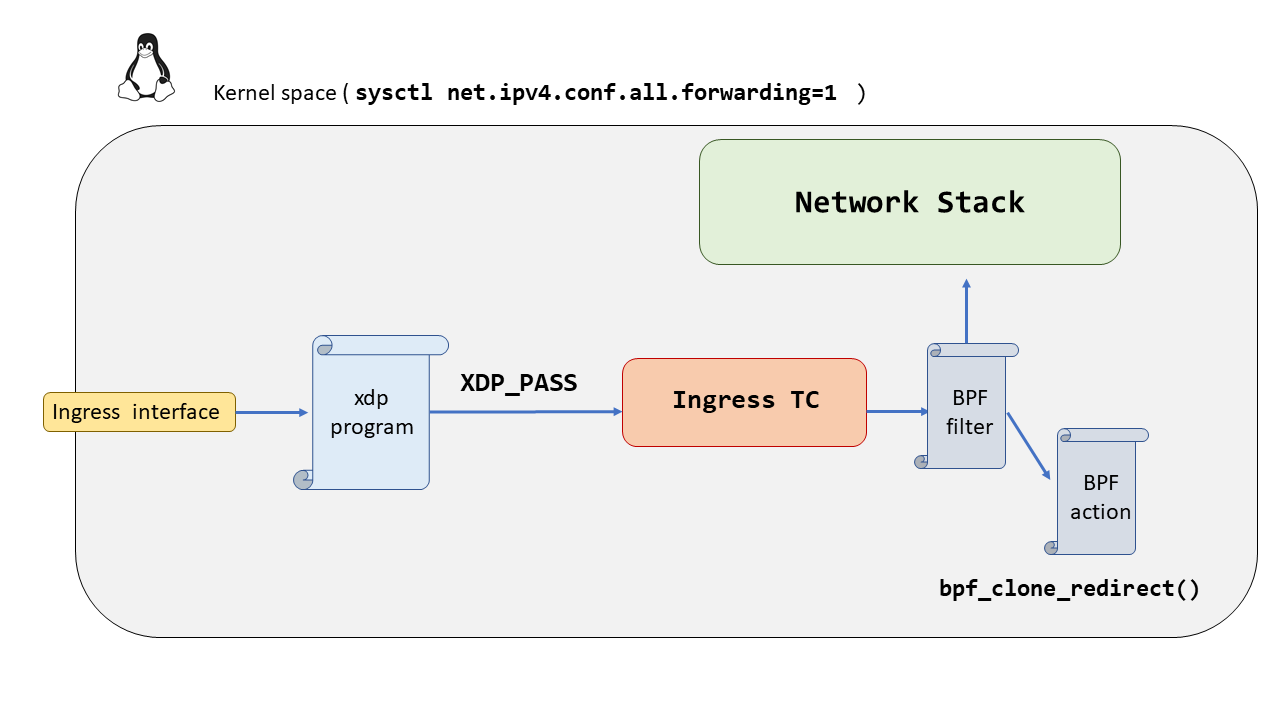 Kernel space ( sysctl net.ipv4.conf.all.forwarding=1 )
Network Stack
Ingress interface
xdp
program
XDP_PASS
Ingress TC
BPF
filter
BPF
action
bpf_clone_redirect()